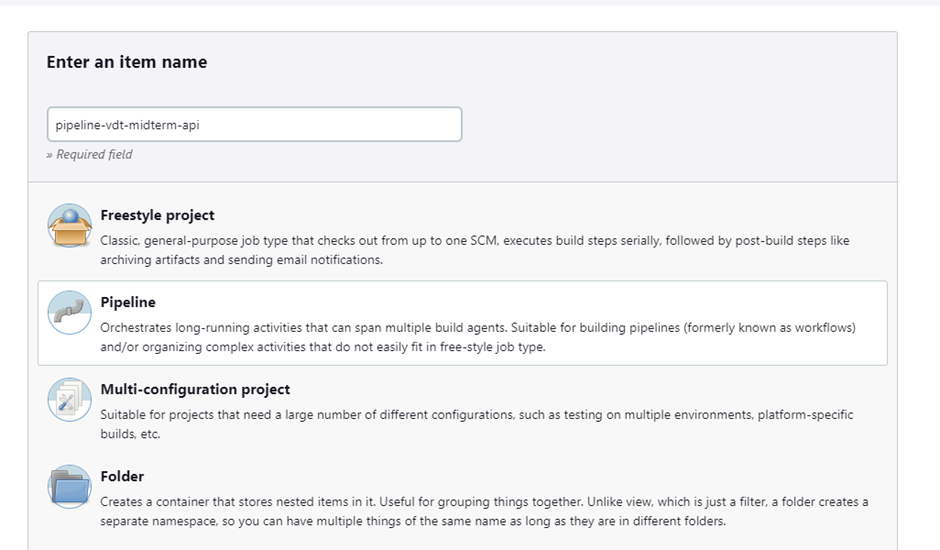 Enter an item name
pipeline-vdt-midterm-api
» Required field
Freestyle project
Classic, general-purpose job type that checks out from up to one SCM, executes build steps serially, followed by post-build steps like
archiving artifacts and sending email notifications.
Pipeline
Orchestrates long-running activities that can span multiple build agents. Suitable for building pipelines (formerly known as workflows)
and/or organizing complex activities that do not easily fit in free-style job type.
Multi-configuration project
Suitable for projects that need a large number of different configurations, such as testing on multiple environments, platform-specific
builds, etc.
Folder
Creates a container that stores nested items in it. Useful for grouping things together. Unlike view, which is just a filter, a folder creates a
separate namespace, so you can have multiple things of the same name as long as they are in different folders.